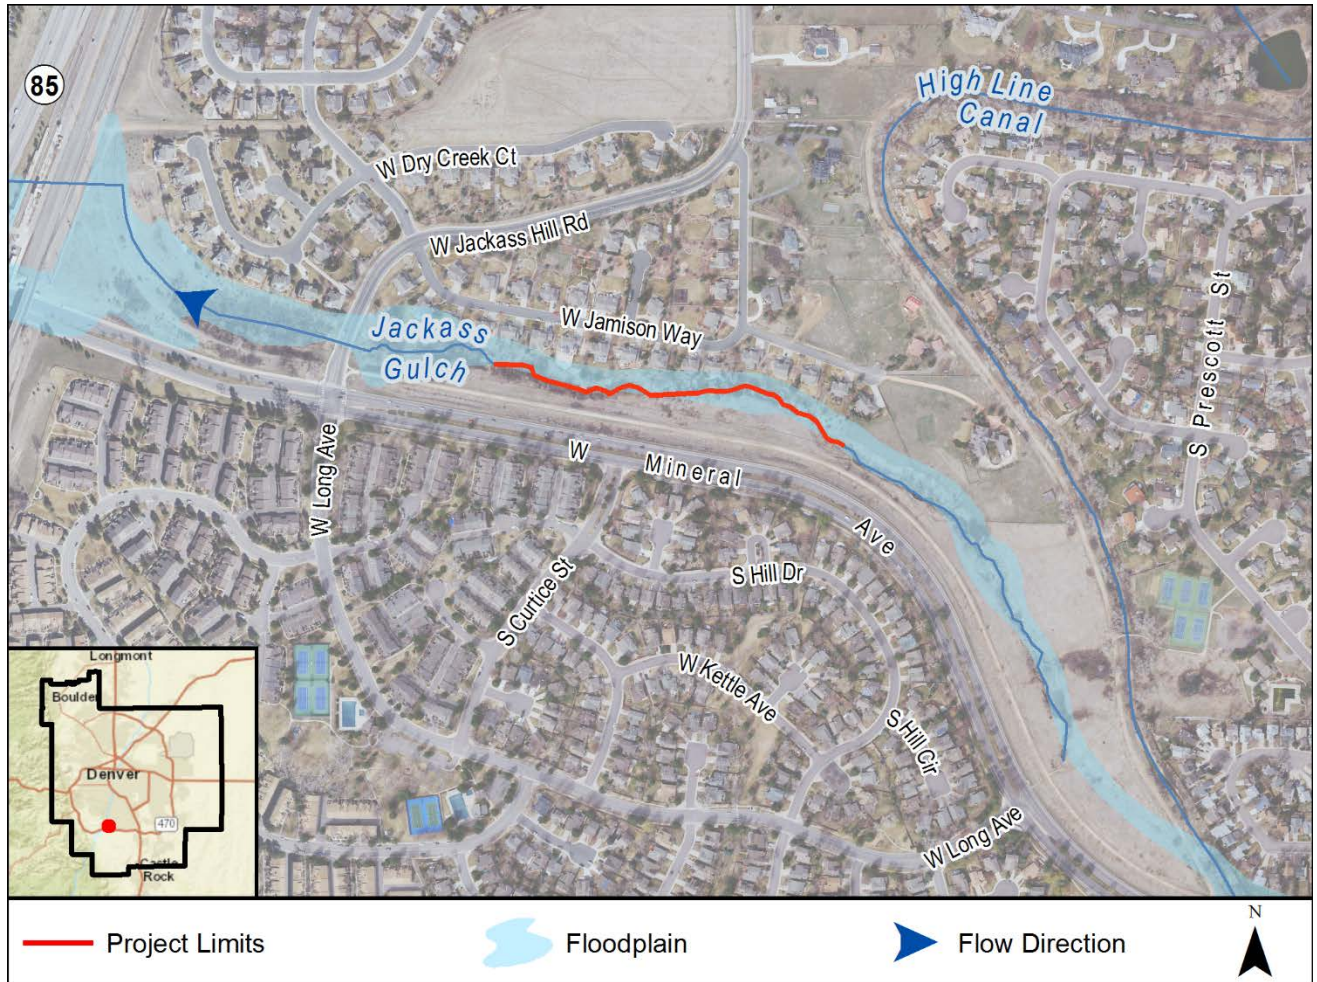 85
High Line
Canal
W Dry Creek Ct
W Jackass Hill Rd
S Prescott St
W Jamison Way
Jackass
Gulch
W Long Ave
W Mineral Ave
S Hill Dr
S Curtice St
W Kettle Ave
S Hill Cir
W Long Ave
Longmont
Boulder
Denver
470
Castle
Rock
Project Limits
Floodplain
Flow Direction
N